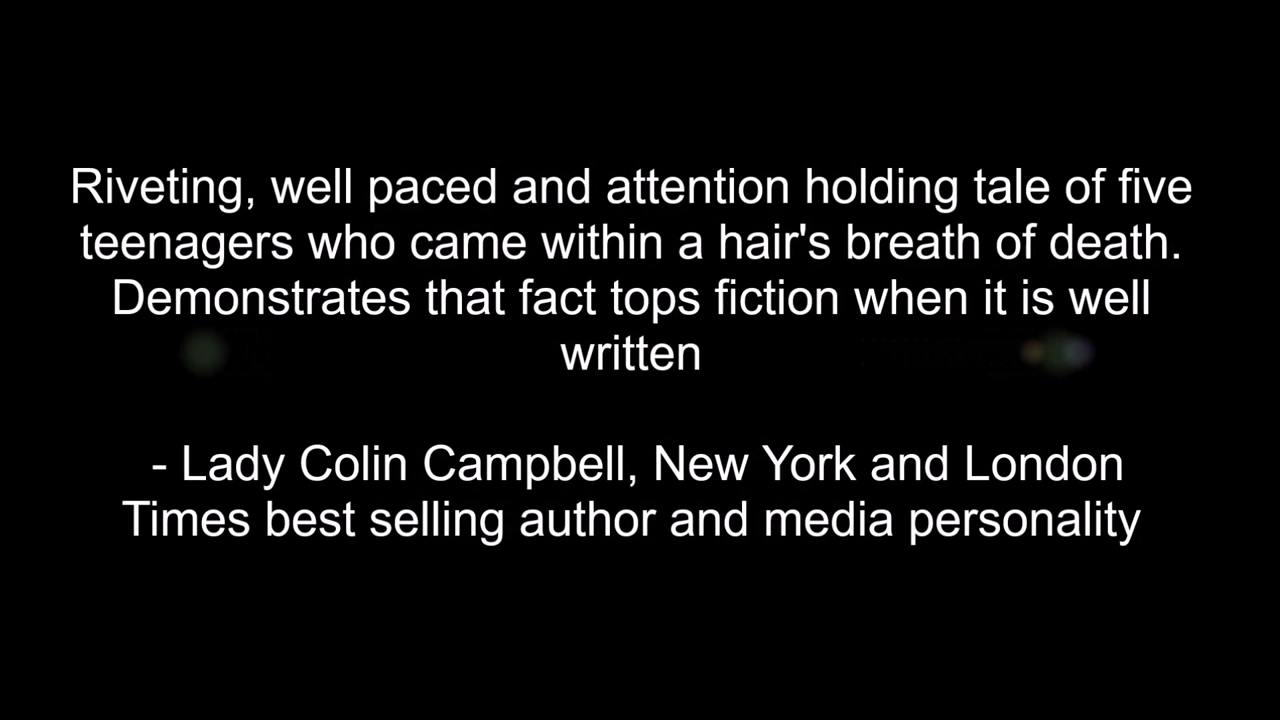 Riveting, well paced and attention holding tale of five
teenagers who came within a hair's breath of death.
Demonstrates that fact tops fiction when it is well
written
- Lady Colin Campbell, New York and London
Times best selling author and media personality